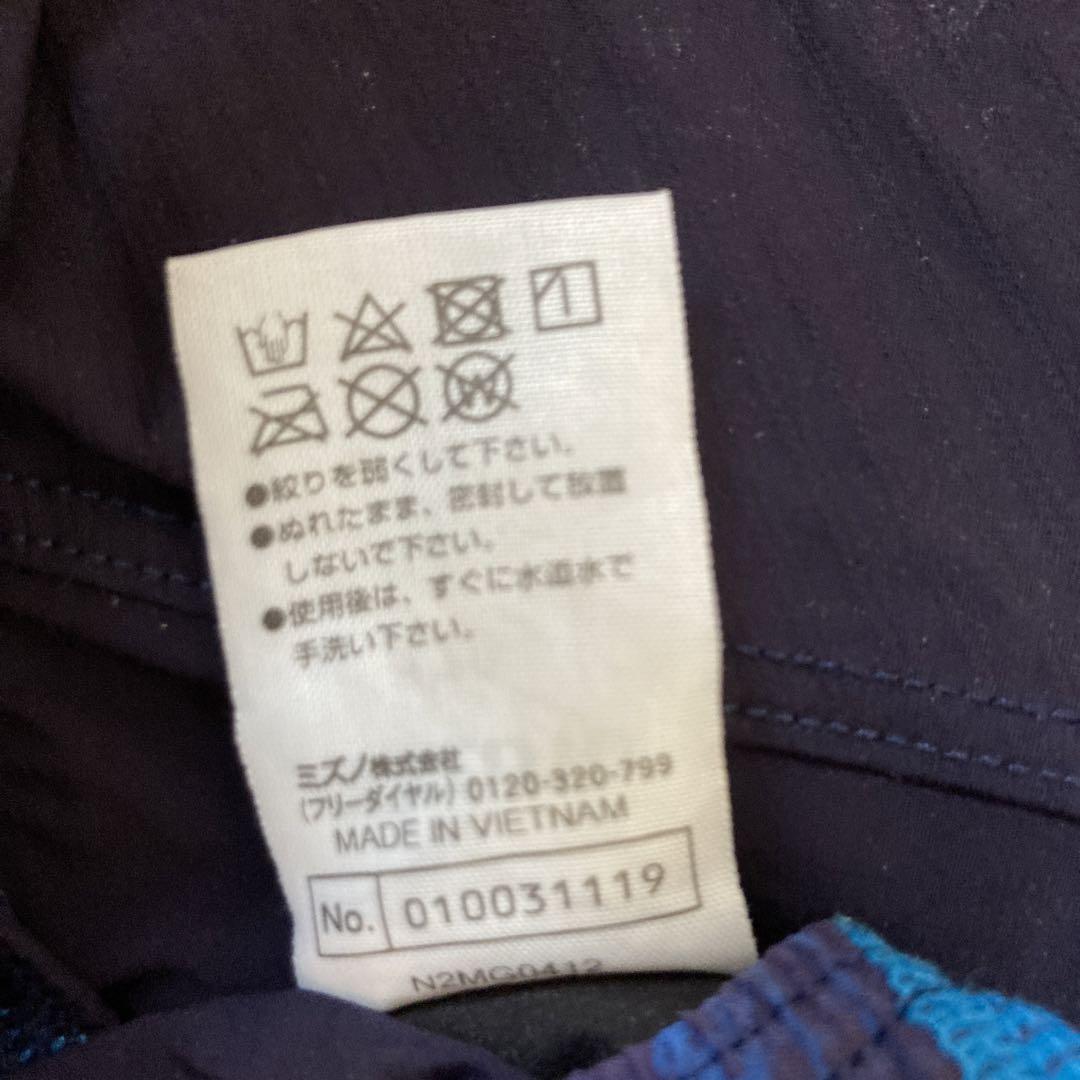 ●絞りを弱くして下さい。
●ぬれたまま、密封して放置
しないで下さい。
●使用後は、すぐに水道水で
手洗い下さい。
ミズノ株式会社
(フリーダイヤル) 0120-320-799
MADE IN VIETNAM
No. 010031119
N2MG0412